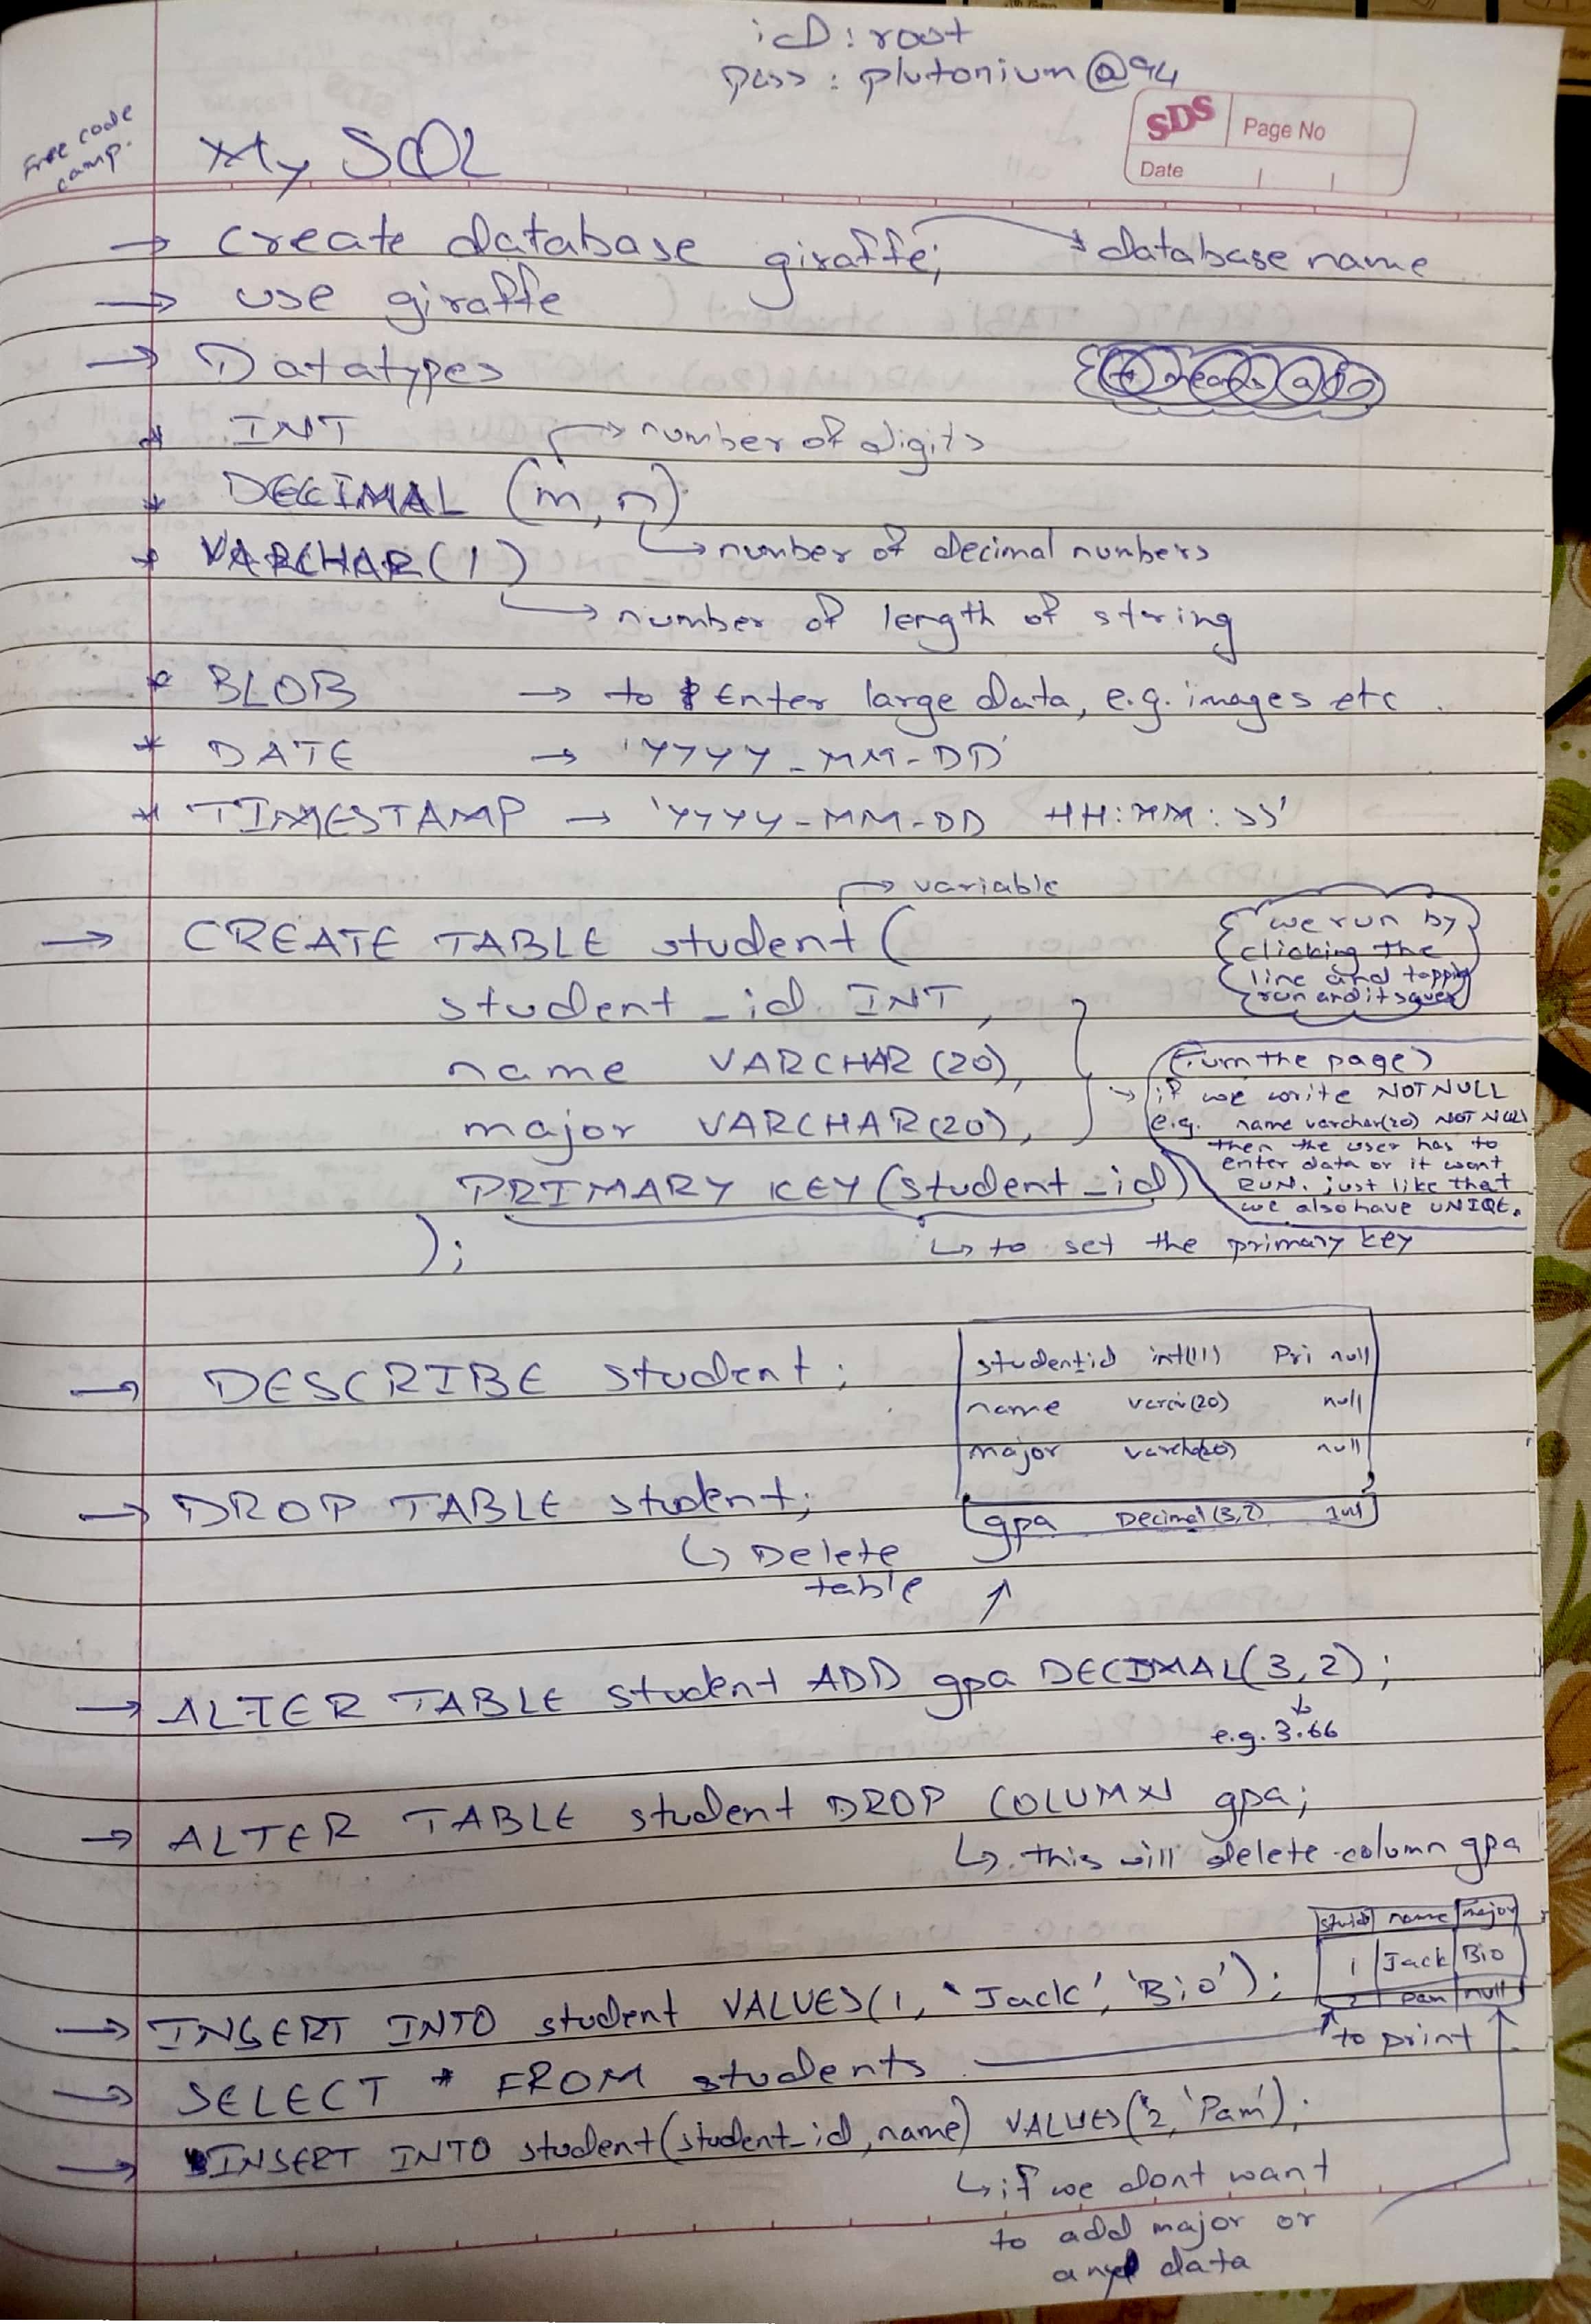 id: root
pass: plutonium@94
SDS Page No
Date
Free code
camp.
My SQL
→ create database giraffe; → database name
→ use giraffe
→ Datatypes
* INT → number of digits
* DECIMAL (m,n)
→ number of decimal numbers
* VARCHAR(1)
→ number of length of string
* BLOB → to Enter large data, e.g. images etc.
* DATE → 'YYYY-MM-DD'
* TIMESTAMP → 'YYYY-MM-DD HH:MM:SS'
→ variable
→ CREATE TABLE student(
student_id INT,
name VARCHAR(20),
major VARCHAR(20),
PRIMARY KEY(student_id)
);
→ to set the primary key
we run by
clicking the
line and tapping
run and it saves
(Turn the page)
if we write NOTNULL
e.g. name varchar(20) NOT NULL
then the user has to
enter data or it wont
RUN. just like that
we also have UNIQE.
→ DESCRIBE student;
studentid int(11) Pri null
name (20) null
major null
gpa Decimal(3,2) null
→ DROP TABLE student;
↳ Delete
table
→ ALTER TABLE student ADD gpa DECIMAL(3,2);
e.g. 3.66
→ ALTER TABLE student DROP COLUMN gpa;
↳ this will delete column gpa
name major
1 Jack Bio
2 Pam null
→ INSERT INTO student VALUES(1, 'Jack', 'Bio');
to print
→ SELECT * FROM students
→ INSERT INTO student(student_id, name) VALUES(2, 'Pam');
↳ if we dont want
to add major or
any data